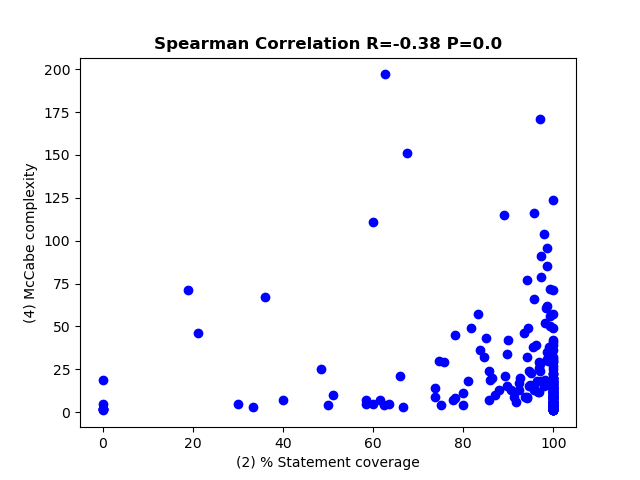 Spearman Correlation R=-0.38 P=0.0
200
175
150
125
100
75
50
25
0
(4) McCabe complexity
0 20 40 60 80 100
(2) % Statement coverage